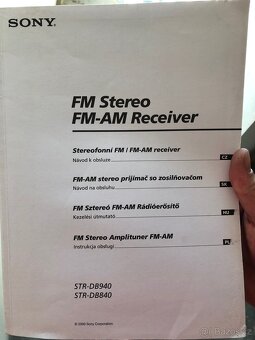 SONY
FM Stereo
FM-AM Receiver
Stereofonní FM / FM-AM receiver
Návod k obsluze
CZ
FM-AM stereo prijímač so zosilňovačom
Návod na obsluhu
SK
FM Sztereó FM-AM Rádióerősítő
Kezelési útmutató
HU
FM Stereo Amplituner FM-AM
Instrukcja obsługi
PL
STR-DB940
STR-DB840
© 2000 Sony Corporation